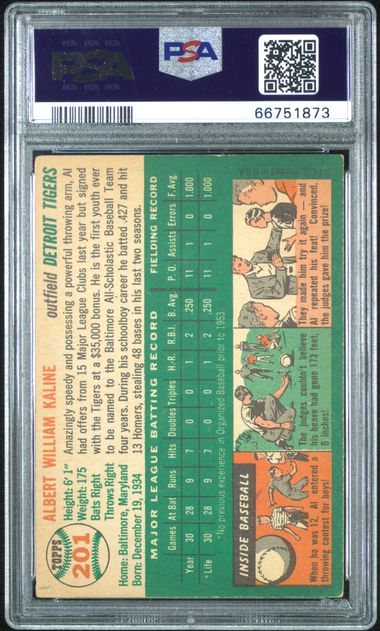 PSA
PSA
66751873
TOPPS
201
ALBERT WILLIAM KALINE
outfield DETROIT TIGERS
Height: 6' 1"
Weight: 175
Bats Right
Throws Right
Home: Baltimore, Maryland
Born: December 19, 1934
Amazingly speedy and possessing a powerful throwing arm, Al
had offers from 15 Major League Clubs last year but signed
with the Tigers at a $35,000 bonus. He is the first youth ever
to be named to the Baltimore All-Scholastic Baseball Team
four years. During his schoolboy career he batted .427 and hit
13 Homers, stealing 48 bases in his last two seasons.
MAJOR LEAGUE BATTING RECORD FIELDING RECORD
Games At Bat Runs Hits Doubles Triples H.-R. R.B.I. B. Avg. P.O. Assists Errors F. Avg.
Year 30 28 9 7 0 0 1 2 .250 11 1 0 1.000
*Life 30 28 9 7 0 0 1 2 .250 11 1 0 1.000
*No previous experience in Organized Baseball prior to 1953.
INSIDE BASEBALL
When he was 12, Al entered a
throwing contest for boys!
The judges couldn't believe
his heave had gone 173 feet,
6 inches!
They made him try it again — and
Al repeated his feat! Convinced,
the judges gave him the prize!